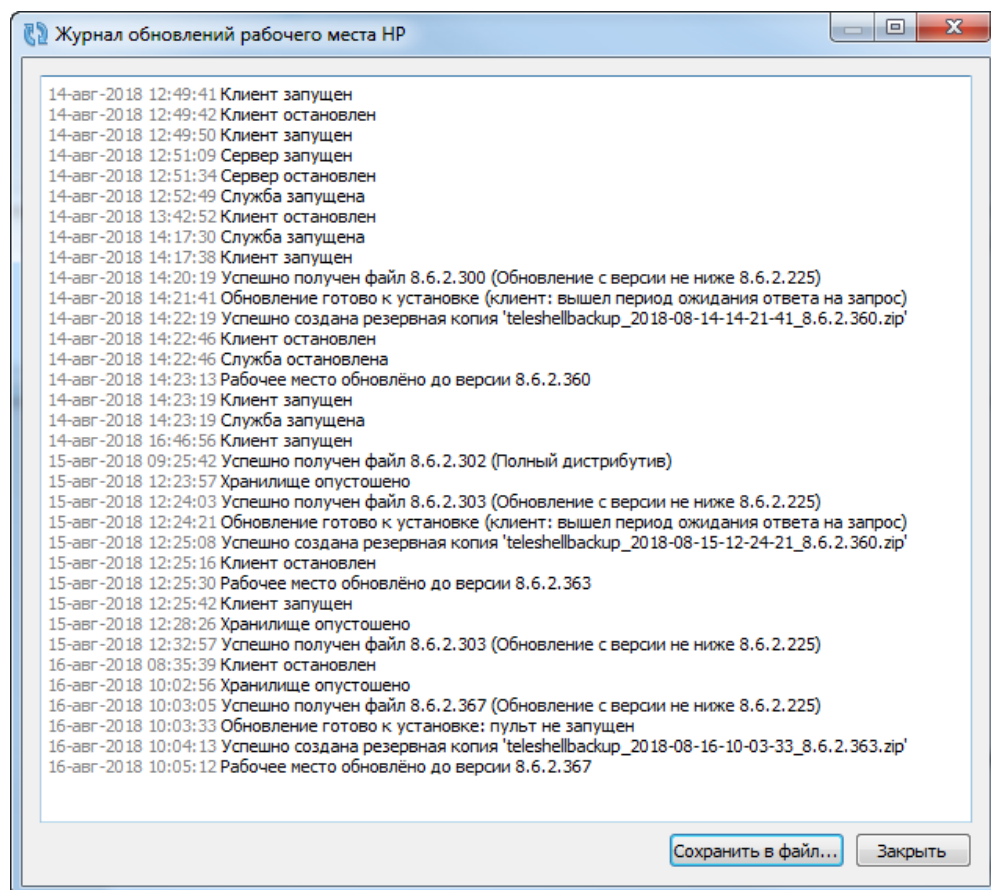 Журнал обновлений рабочего места НР
14-авг-2018 12:49:41 Клиент запущен
14-авг-2018 12:49:42 Клиент остановлен
14-авг-2018 12:49:50 Клиент запущен
14-авг-2018 12:51:09 Сервер запущен
14-авг-2018 12:51:34 Сервер остановлен
14-авг-2018 12:52:49 Служба запущена
14-авг-2018 13:42:52 Клиент остановлен
14-авг-2018 14:17:30 Служба запущена
14-авг-2018 14:17:38 Клиент запущен
14-авг-2018 14:20:19 Успешно получен файл 8.6.2.300 (Обновление с версии не ниже 8.6.2.225)
14-авг-2018 14:21:41 Обновление готово к установке (клиент: вышел период ожидания ответа на запрос)
14-авг-2018 14:22:19 Успешно создана резервная копия 'teleshellbackup_2018-08-14-14-21-41_8.6.2.360.zip'
14-авг-2018 14:22:46 Клиент остановлен
14-авг-2018 14:22:46 Служба остановлена
14-авг-2018 14:23:13 Рабочее место обновлёно до версии 8.6.2.360
14-авг-2018 14:23:19 Клиент запущен
14-авг-2018 14:23:19 Служба запущена
14-авг-2018 16:46:56 Клиент запущен
15-авг-2018 09:25:42 Успешно получен файл 8.6.2.302 (Полный дистрибутив)
15-авг-2018 12:23:57 Хранилище опустошено
15-авг-2018 12:24:03 Успешно получен файл 8.6.2.303 (Обновление с версии не ниже 8.6.2.225)
15-авг-2018 12:24:21 Обновление готово к установке (клиент: вышел период ожидания ответа на запрос)
15-авг-2018 12:25:08 Успешно создана резервная копия 'teleshellbackup_2018-08-15-12-24-21_8.6.2.360.zip'
15-авг-2018 12:25:16 Клиент остановлен
15-авг-2018 12:25:30 Рабочее место обновлёно до версии 8.6.2.363
15-авг-2018 12:25:42 Клиент запущен
15-авг-2018 12:28:26 Хранилище опустошено
15-авг-2018 12:32:57 Успешно получен файл 8.6.2.303 (Обновление с версии не ниже 8.6.2.225)
16-авг-2018 08:35:39 Клиент остановлен
16-авг-2018 10:02:56 Хранилище опустошено
16-авг-2018 10:03:05 Успешно получен файл 8.6.2.367 (Обновление с версии не ниже 8.6.2.225)
16-авг-2018 10:03:33 Обновление готово к установке: пульт не запущен
16-авг-2018 10:04:13 Успешно создана резервная копия 'teleshellbackup_2018-08-16-10-03-33_8.6.2.363.zip'
16-авг-2018 10:05:12 Рабочее место обновлёно до версии 8.6.2.367
Сохранить в файл... Закрыть